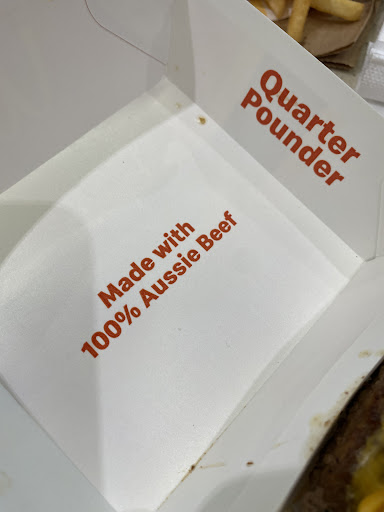 Quarter
Pounder
Made with
100% Aussie Beef